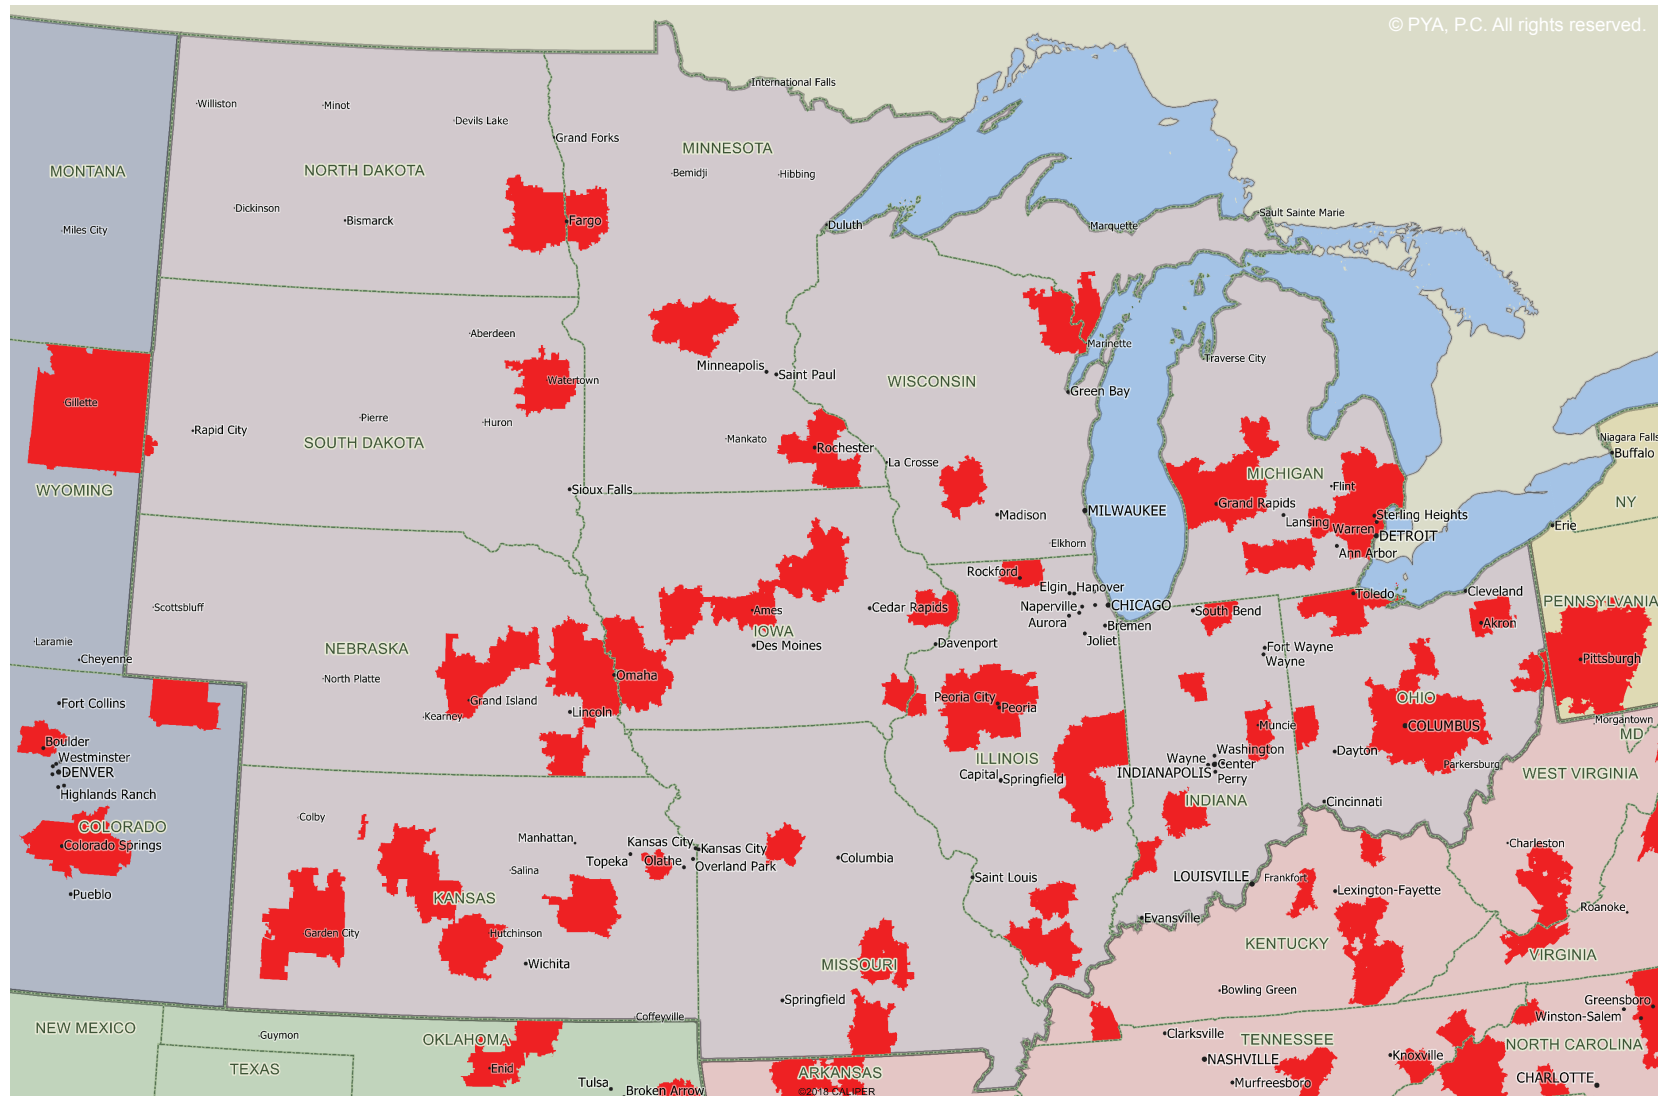 © PYA, P.C. All rights reserved.
International Falls
Williston
Minot
Devils Lake
Grand Forks
MINNESOTA
MONTANA
NORTH DAKOTA
Bemidji
Hibbing
Dickinson
Bismarck
Fargo
Miles City
Duluth
Marquette
Sault Sainte Marie
Aberdeen
Marinette
Traverse City
Minneapolis
Saint Paul
WISCONSIN
Watertown
Green Bay
Gillette
Pierre
Huron
Rapid City
SOUTH DAKOTA
Mankato
Rochester
Niagara Falls
Buffalo
La Crosse
MICHIGAN
WYOMING
Sioux Falls
Flint
Grand Rapids
NY
Madison
MILWAUKEE
Lansing
Sterling Heights
Warren
DETROIT
Erie
Elkhorn
Ann Arbor
Rockford
Elgin
Hanover
Toledo
Cleveland
Scottsbluff
Ames
Cedar Rapids
Naperville
CHICAGO
South Bend
PENNSYLVANIA
Aurora
Bremen
Akron
IOWA
Laramie
Cheyenne
NEBRASKA
Des Moines
Davenport
Joliet
Fort Wayne
Wayne
Pittsburgh
North Platte
Omaha
Fort Collins
Grand Island
Lincoln
Kearney
Peoria City
Peoria
OHIO
Muncie
COLUMBUS
Morgantown
MD
Boulder
Westminster
DENVER
Highlands Ranch
ILLINOIS
Capital
Springfield
Washington
Wayne
Center
INDIANAPOLIS
Perry
Dayton
Parkersburg
WEST VIRGINIA
INDIANA
Cincinnati
COLORADO
Colorado Springs
Colby
Manhattan
Kansas City
Kansas City
Topeka
Olathe
Overland Park
Columbia
Charleston
Salina
Saint Louis
LOUISVILLE
Frankfort
Lexington-Fayette
Pueblo
KANSAS
Roanoke
Evansville
Garden City
Hutchinson
KENTUCKY
VIRGINIA
Wichita
MISSOURI
Springfield
Bowling Green
Greensboro
Winston-Salem
Coffeyville
NEW MEXICO
Guymon
OKLAHOMA
Clarksville
TENNESSEE
NORTH CAROLINA
NASHVILLE
Knoxville
TEXAS
Enid
ARKANSAS
CHARLOTTE
Tulsa
Broken Arrow
©2018 CALIPER
Murfreesboro